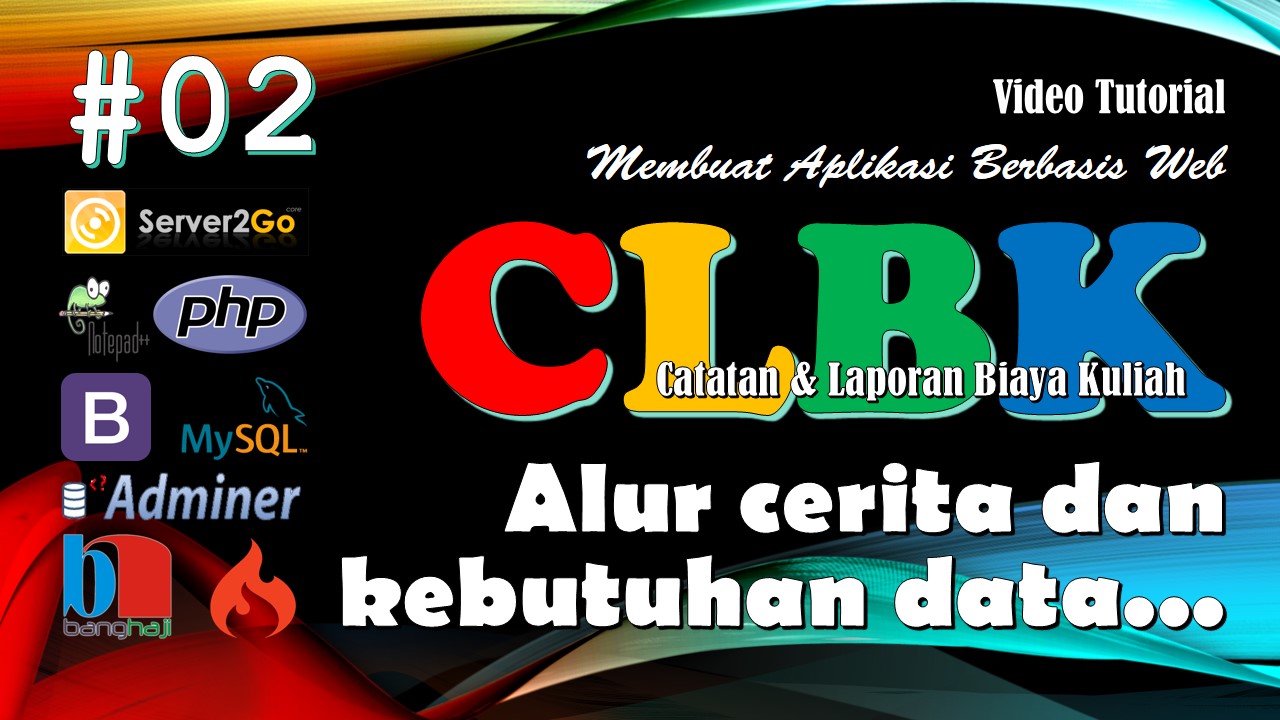 #02
Video Tutorial
Membuat Aplikasi Berbasis Web
CLBK
Catatan & Laporan Biaya Kuliah
Alur cerita dan
kebutuhan data...
Server2Go core
Notepad++
php
B
MySQL™
Adminer
b
banghaji